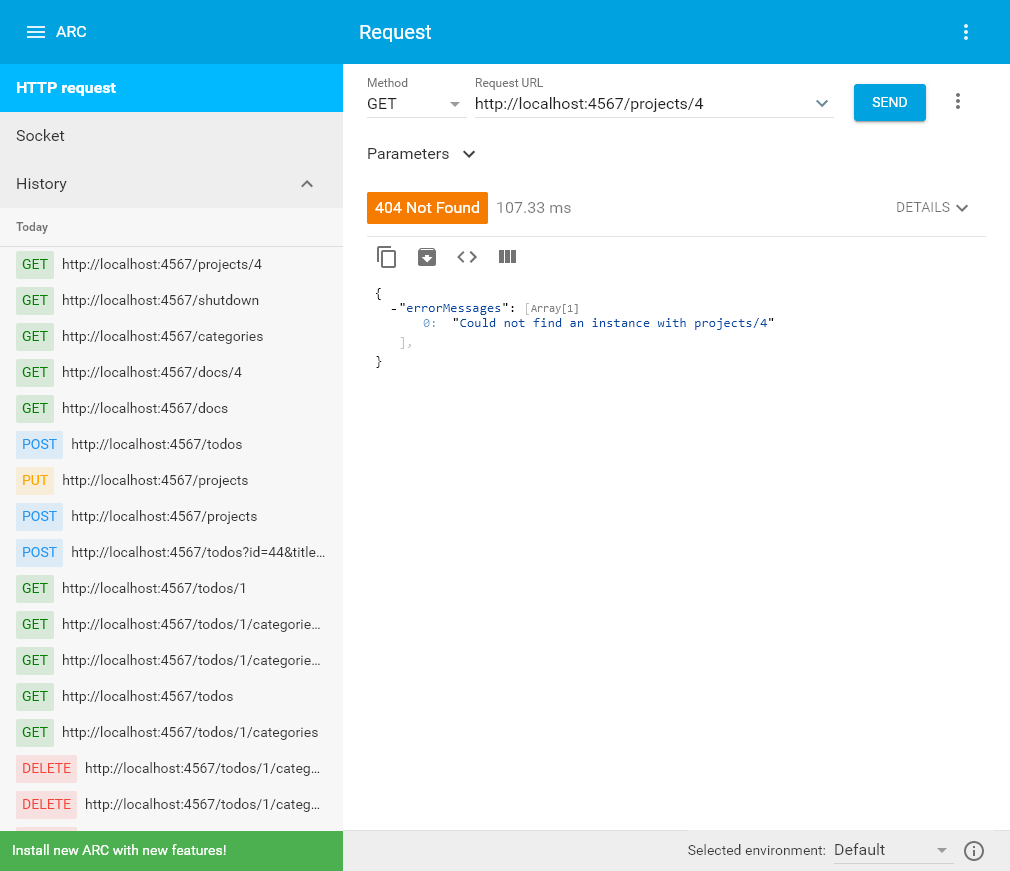 ARC
Request
HTTP request
Socket
History
Today
GET http://localhost:4567/projects/4
GET http://localhost:4567/shutdown
GET http://localhost:4567/categories
GET http://localhost:4567/docs/4
GET http://localhost:4567/docs
POST http://localhost:4567/todos
PUT http://localhost:4567/projects
POST http://localhost:4567/projects
POST http://localhost:4567/todos?id=44&title...
GET http://localhost:4567/todos/1
GET http://localhost:4567/todos/1/categorie...
GET http://localhost:4567/todos/1/categorie...
GET http://localhost:4567/todos
GET http://localhost:4567/todos/1/categories
DELETE http://localhost:4567/todos/1/categ...
DELETE http://localhost:4567/todos/1/categ...
Install new ARC with new features!
Method
GET
Request URL
http://localhost:4567/projects/4
SEND
Parameters
404 Not Found 107.33 ms
DETAILS
{
-"errorMessages": [Array[1]
0: "Could not find an instance with projects/4"
],
}
Selected environment: Default